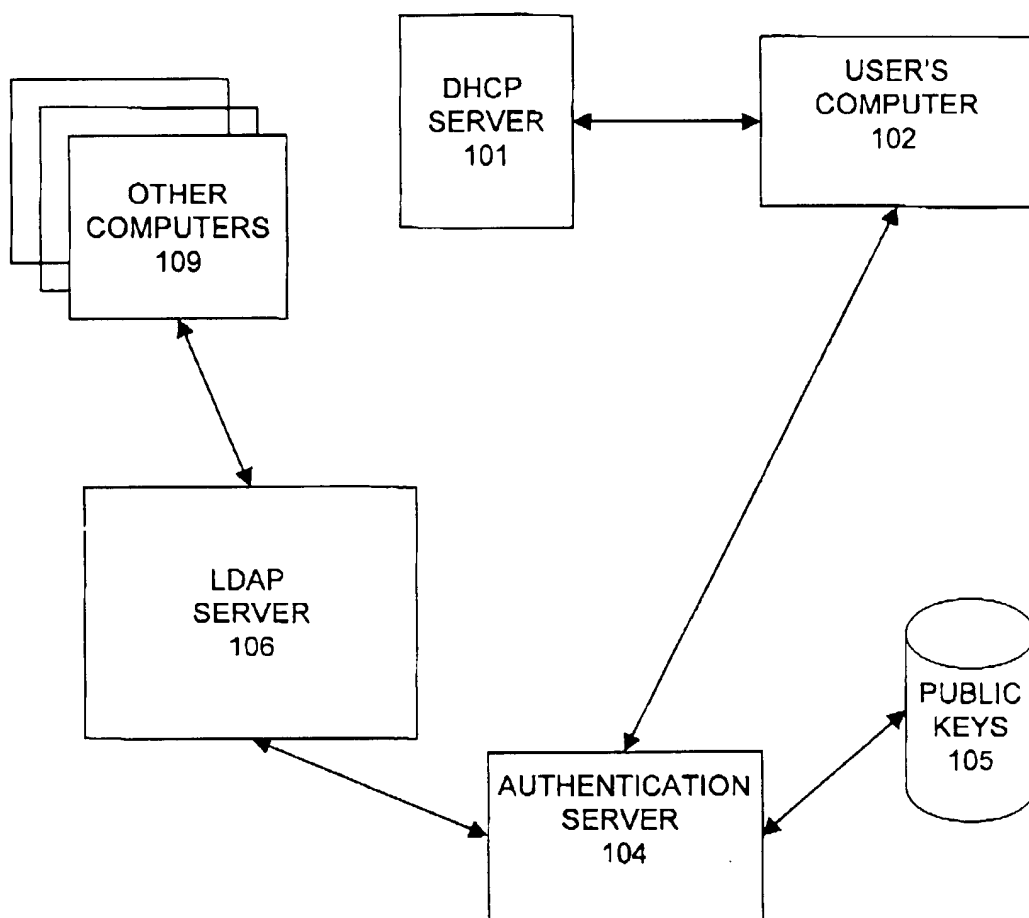 DHCP
SERVER
101
USER'S
COMPUTER
102
OTHER
COMPUTERS
109
LDAP
SERVER
106
PUBLIC
KEYS
105
AUTHENTICATION
SERVER
104